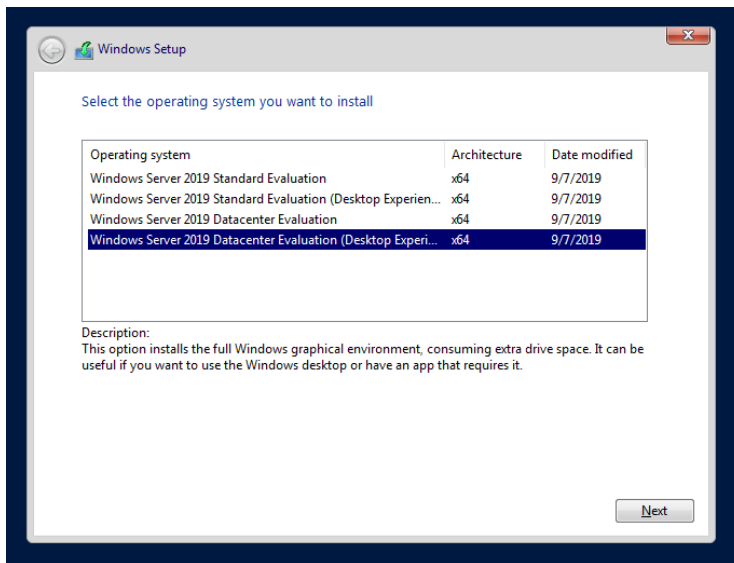 Windows Setup
Select the operating system you want to install
Operating system Architecture Date modified
Windows Server 2019 Standard Evaluation x64 9/7/2019
Windows Server 2019 Standard Evaluation (Desktop Experien... x64 9/7/2019
Windows Server 2019 Datacenter Evaluation x64 9/7/2019
Windows Server 2019 Datacenter Evaluation (Desktop Experi... x64 9/7/2019
Description:
This option installs the full Windows graphical environment, consuming extra drive space. It can be
useful if you want to use the Windows desktop or have an app that requires it.
Next